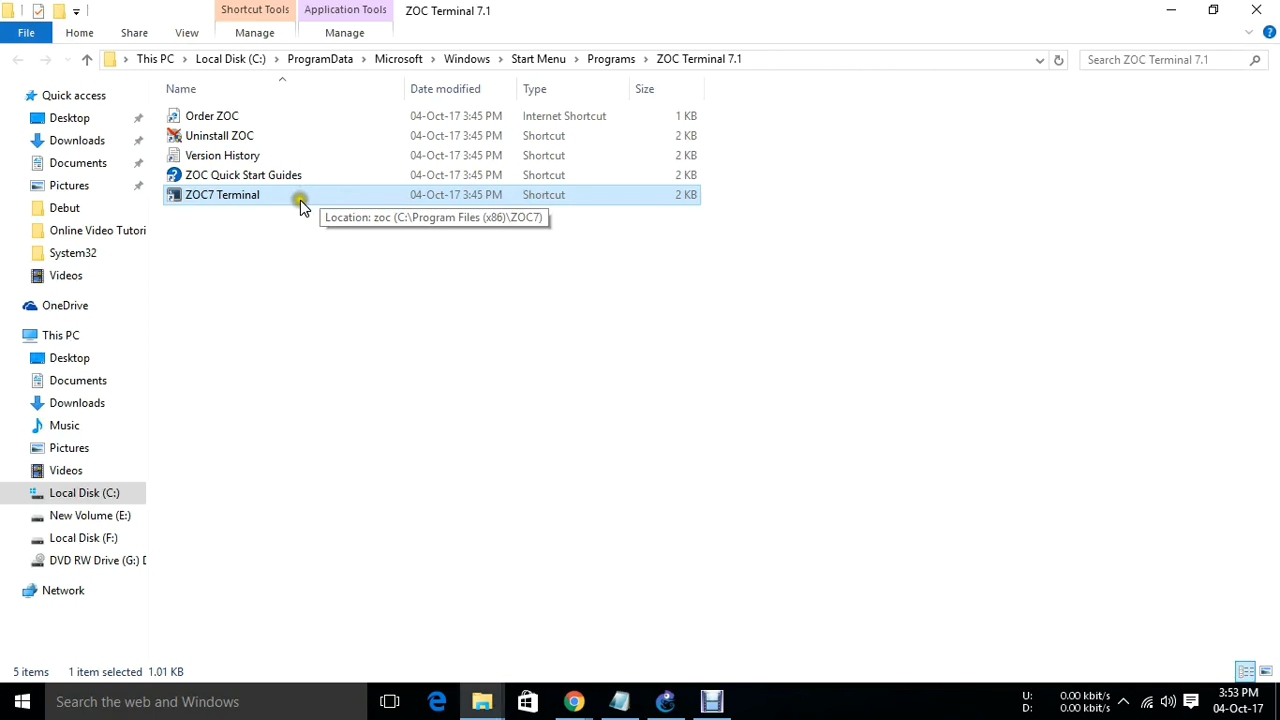 Shortcut Tools Application Tools ZOC Terminal 7.1
File Home Share View Manage Manage
This PC Local Disk (C:) ProgramData Microsoft Windows Start Menu Programs ZOC Terminal 7.1 Search ZOC Terminal 7.1
Name Date modified Type Size
Order ZOC 04-Oct-17 3:45 PM Internet Shortcut 1 KB
Uninstall ZOC 04-Oct-17 3:45 PM Shortcut 2 KB
Version History 04-Oct-17 3:45 PM Shortcut 2 KB
ZOC Quick Start Guides 04-Oct-17 3:45 PM Shortcut 2 KB
ZOC7 Terminal 04-Oct-17 3:45 PM Shortcut 2 KB
Location: zoc (C:\Program Files (x86)\ZOC7)
Quick access
Desktop
Downloads
Documents
Pictures
Debut
Online Video Tutori
System32
Videos
OneDrive
This PC
Desktop
Documents
Downloads
Music
Pictures
Videos
Local Disk (C:)
New Volume (E:)
Local Disk (F:)
DVD RW Drive (G:) D
Network
5 items 1 item selected 1.01 KB
Search the web and Windows
U: 0.00 kbit/s
D: 0.00 kbit/s
3:53 PM
04-Oct-17